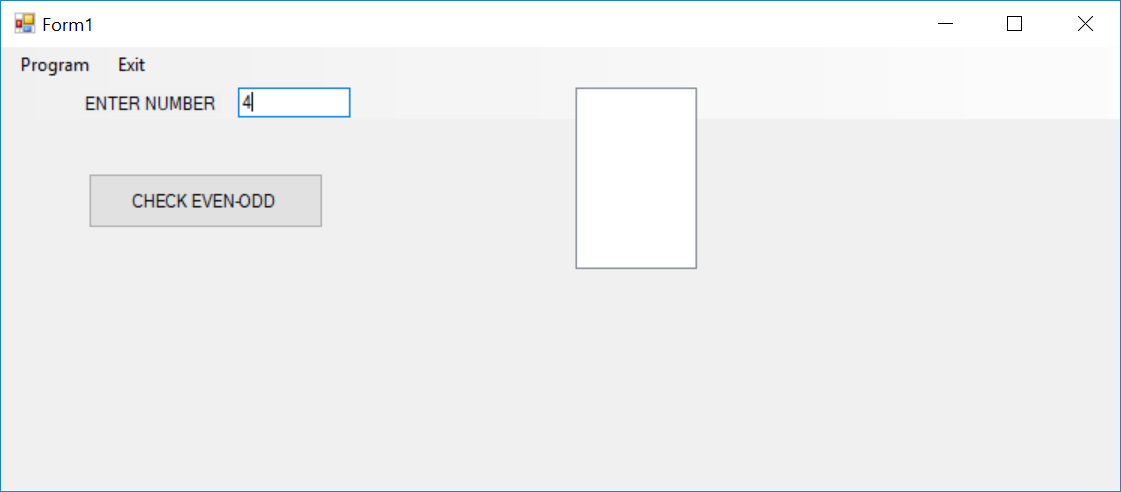 Form1
Program Exit
ENTER NUMBER 4
CHECK EVEN-ODD